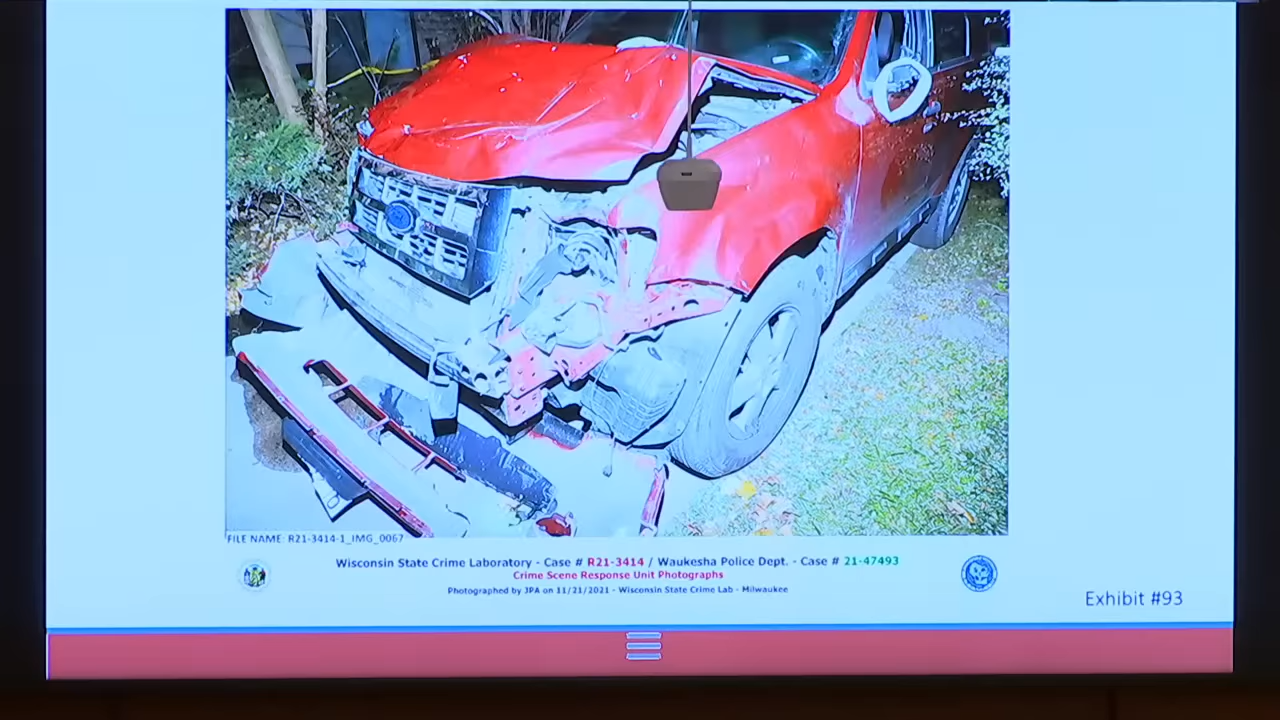 FILE NAME: R21-3414-1_IMG_0067
Wisconsin State Crime Laboratory - Case # R21-3414 / Waukesha Police Dept. - Case # 21-47493
Crime Scene Response Unit Photographs
Photographed by JPA on 11/21/2021 - Wisconsin State Crime Lab - Milwaukee
Exhibit #93